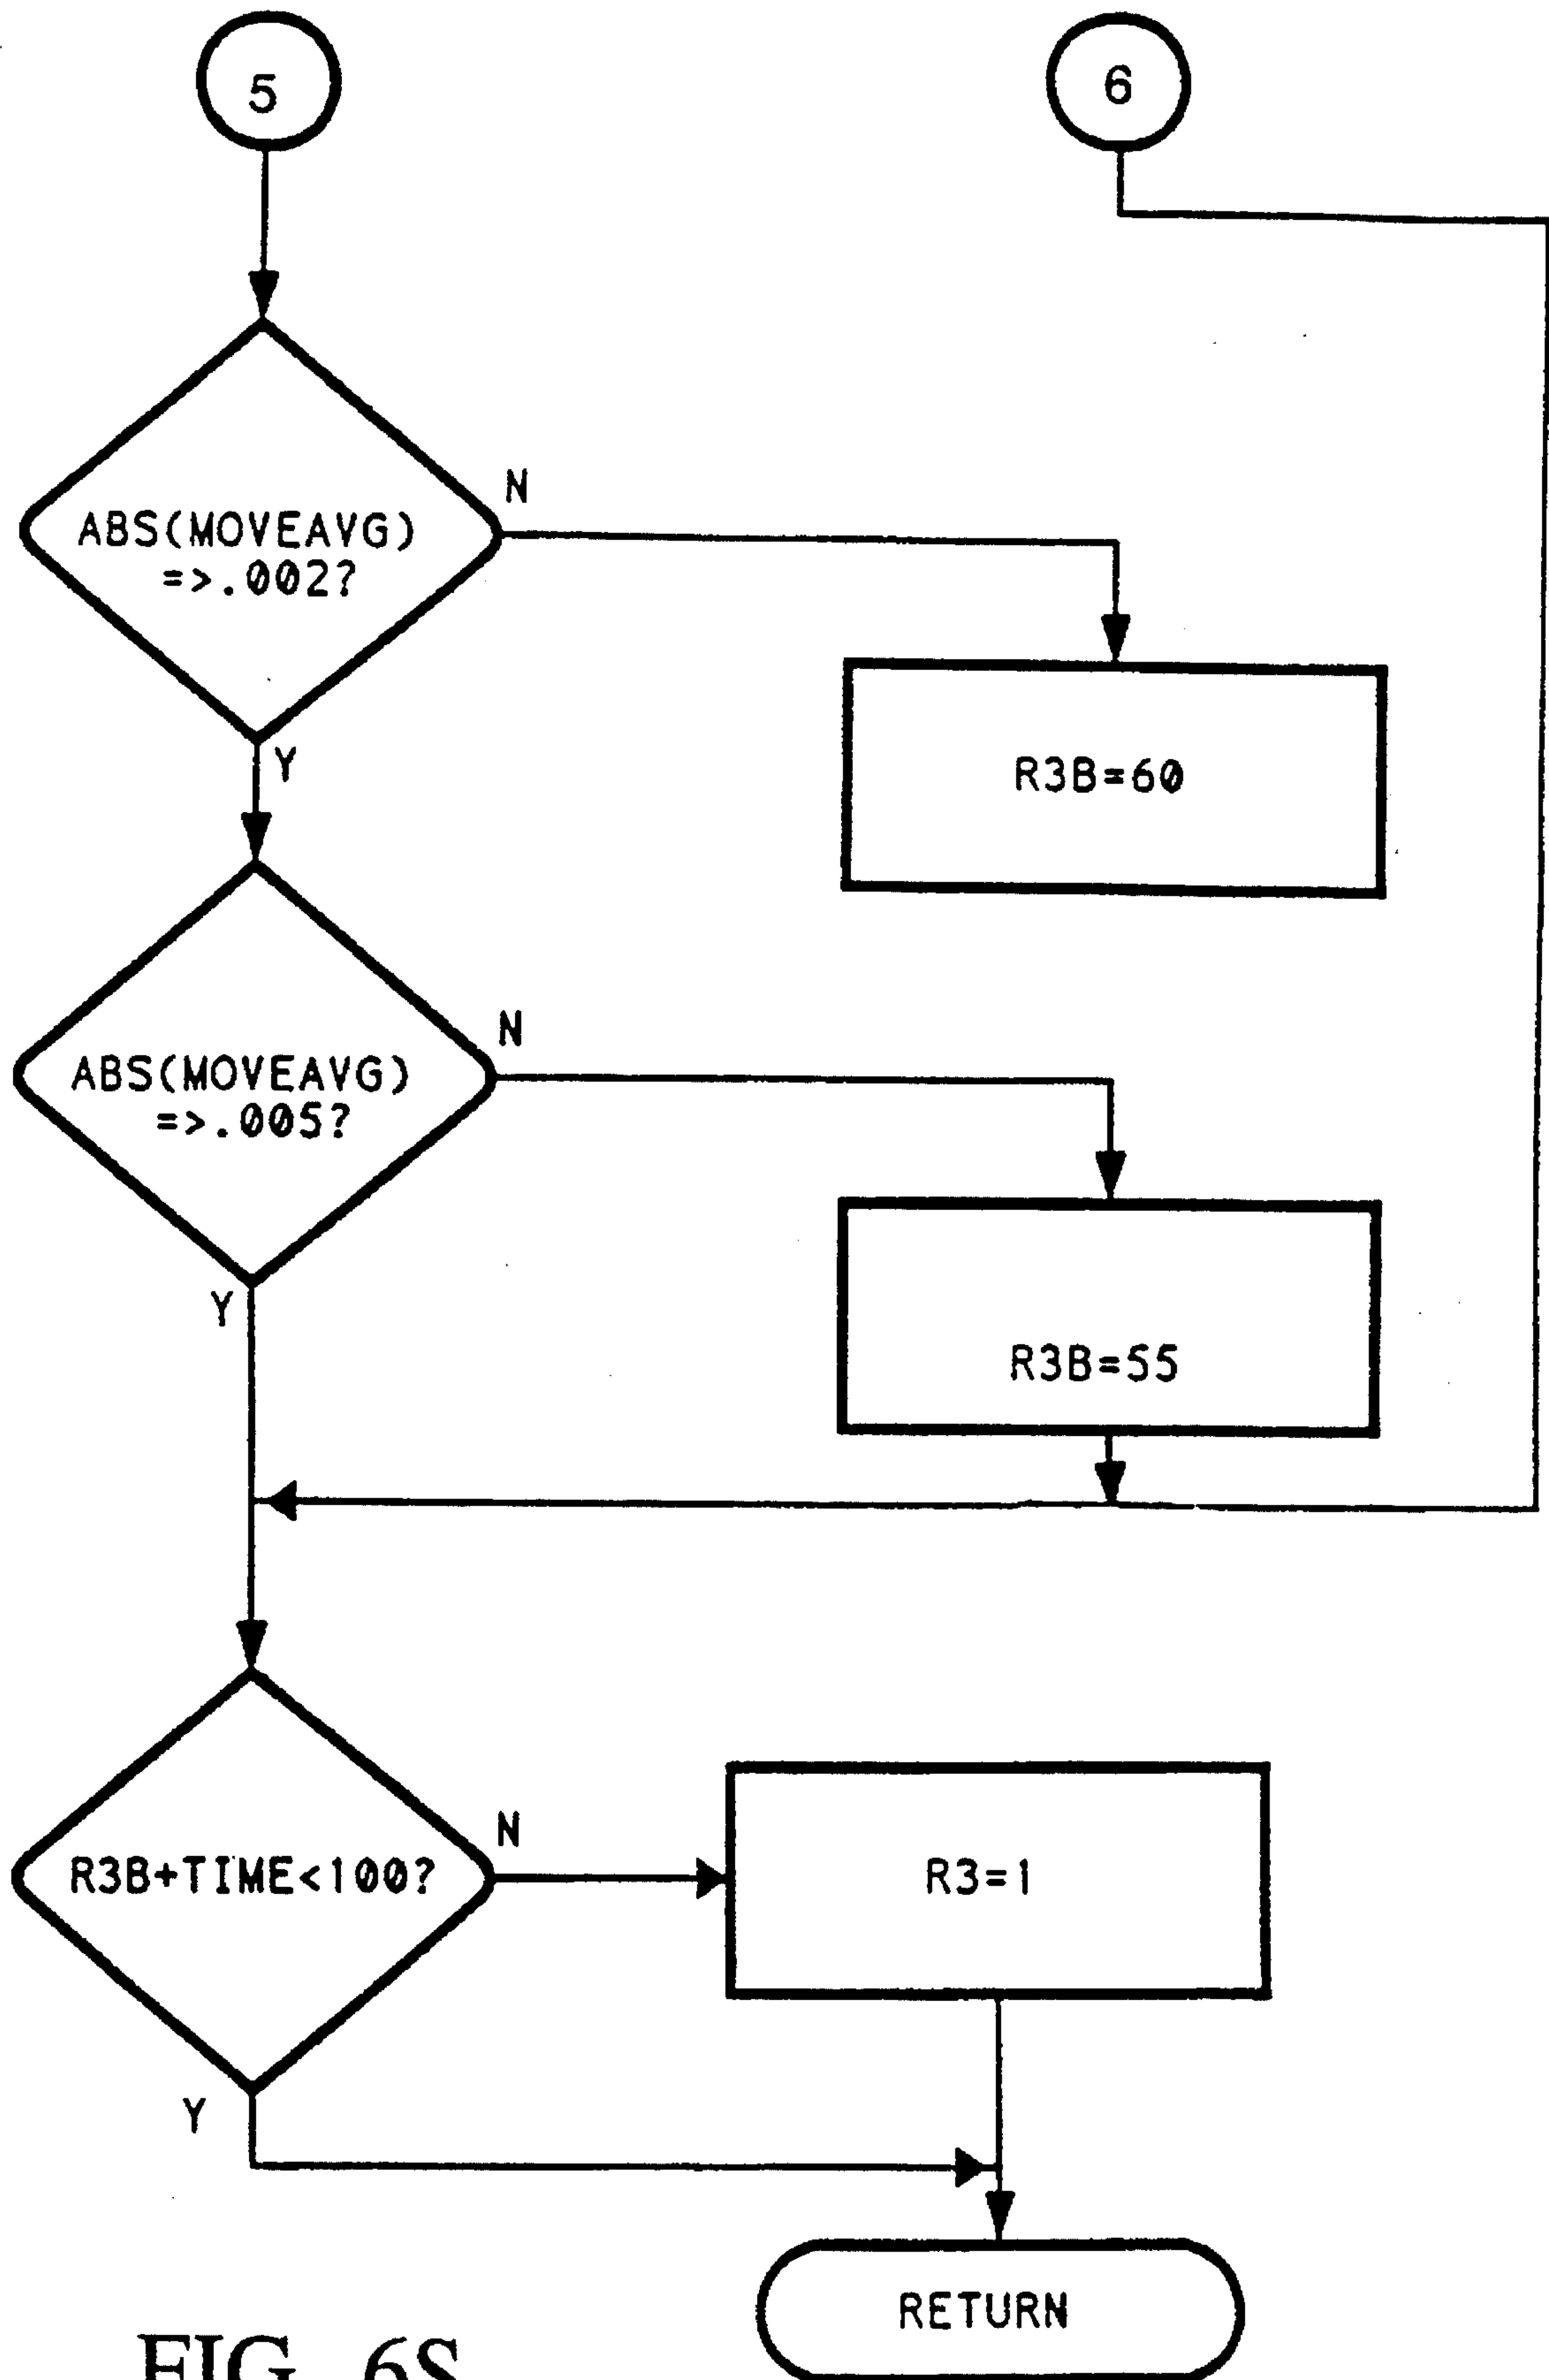 5
6
N
ABS(MOVEAVG)
=>.002?
Y
R3B=60
N
ABS(MOVEAVG)
=>.005?
Y
R3B=55
N
R3B+TIME<100?
R3=1
Y
RETURN
FIG. 6S